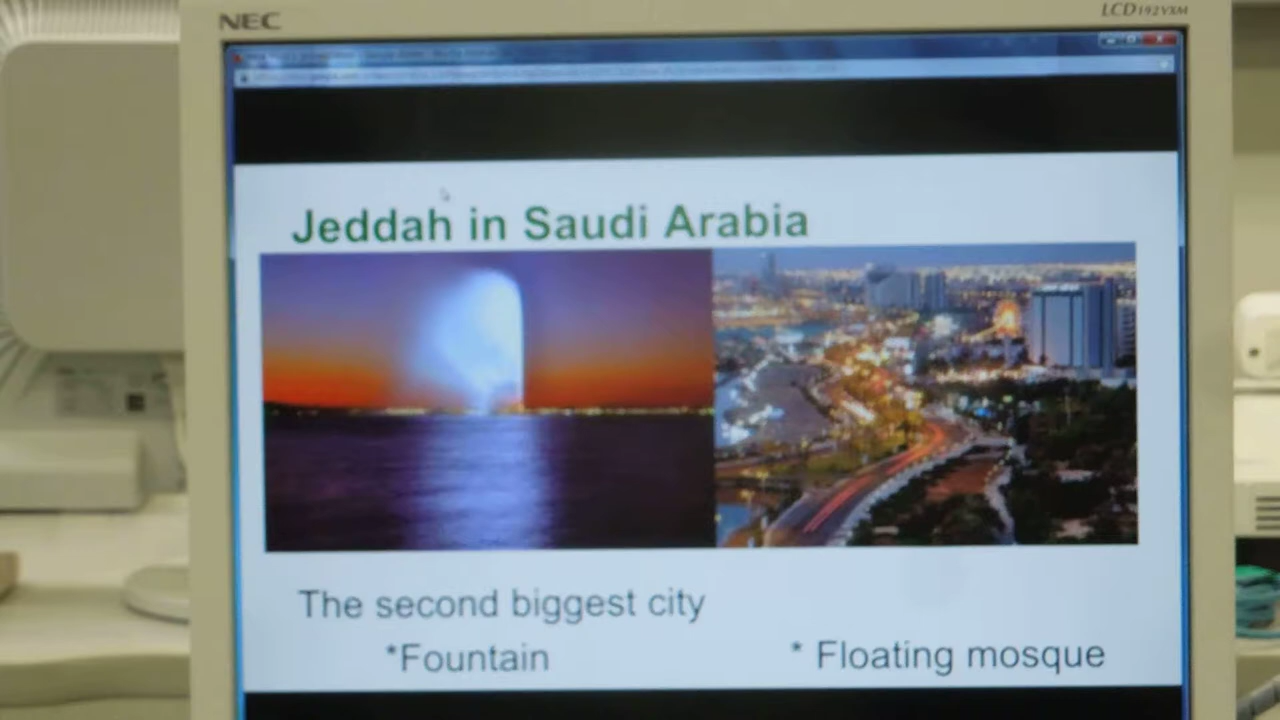 NEC
LCD192VXM
Jeddah in Saudi Arabia
The second biggest city
*Fountain
* Floating mosque